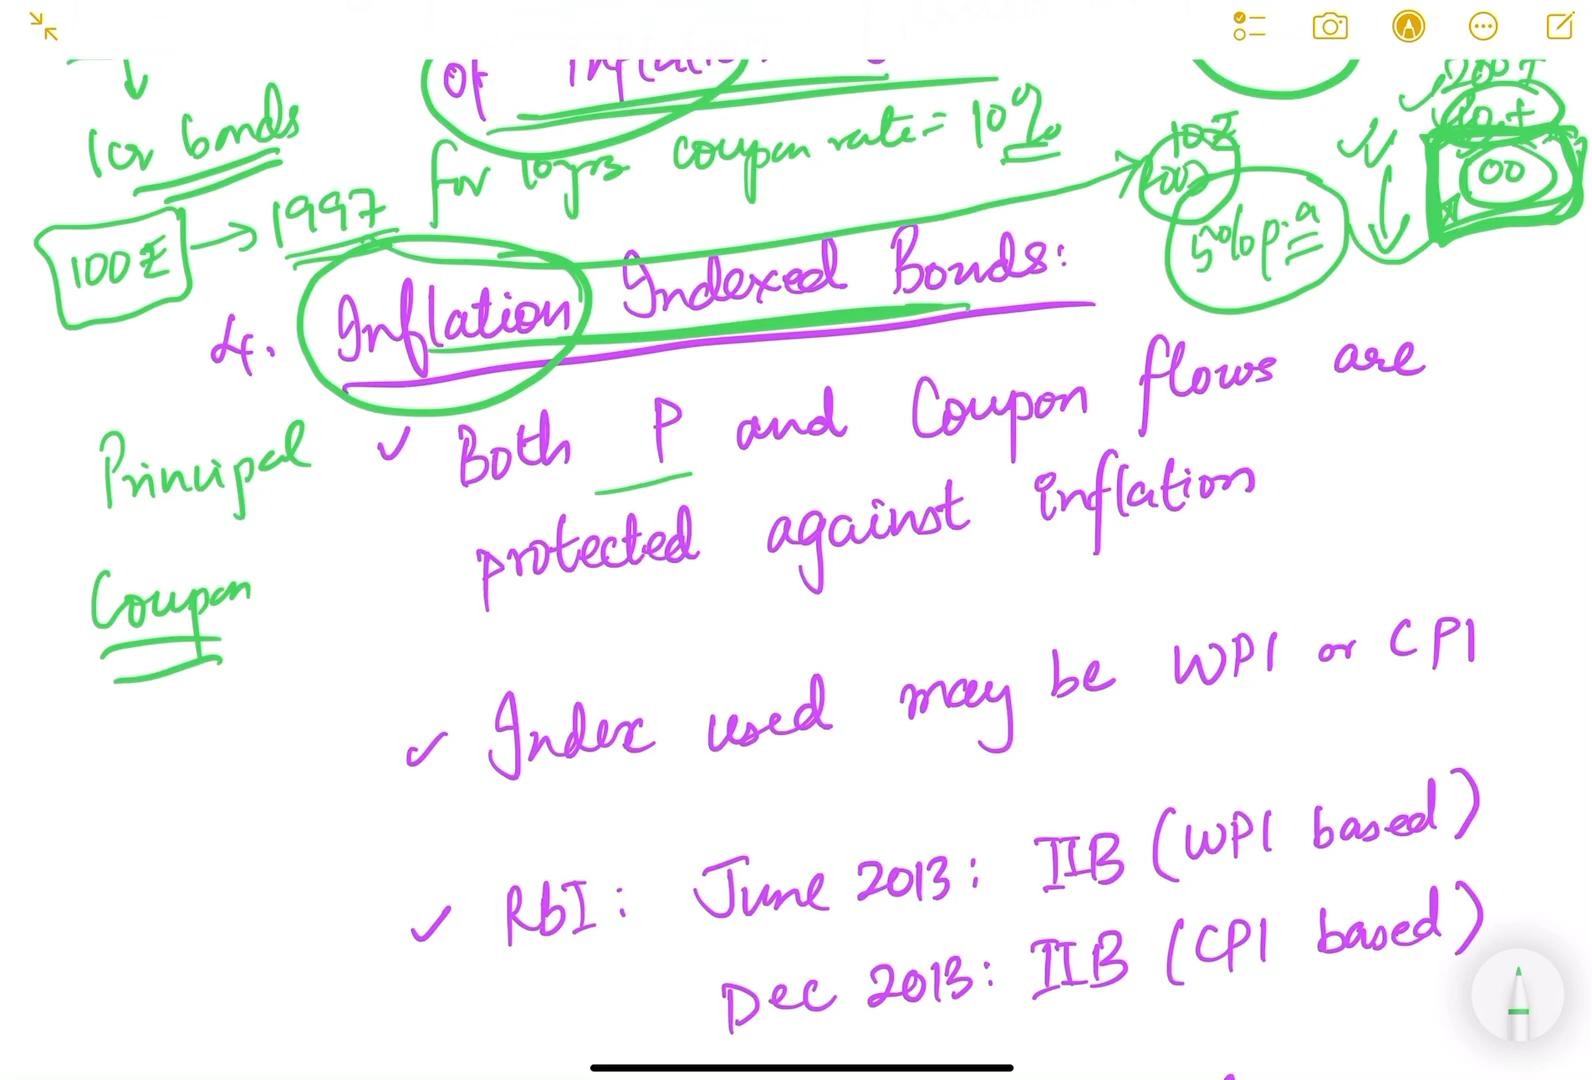 of
1cr bonds
for 10yrs coupon rate = 10%
100
→ 1997
5% p.a
4. Inflation Indexed Bonds:
Principal
✓ Both P and Coupon flows are
protected against inflation
Coupon
✓ Index used may be WPI or CPI
✓ RbI: June 2013: IIB (WPI based)
Dec 2013: IIB (CPI based)